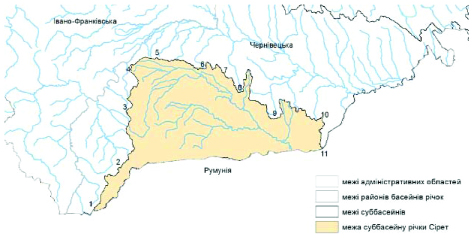 Івано-Франківська
Чернівецька
5
4
6
7
8
3
9
10
11
2
Румунія
1
межі адміністративних областей
межі районів басейнів річок
межі суббасейнів
межа суббасейну річки Сірет